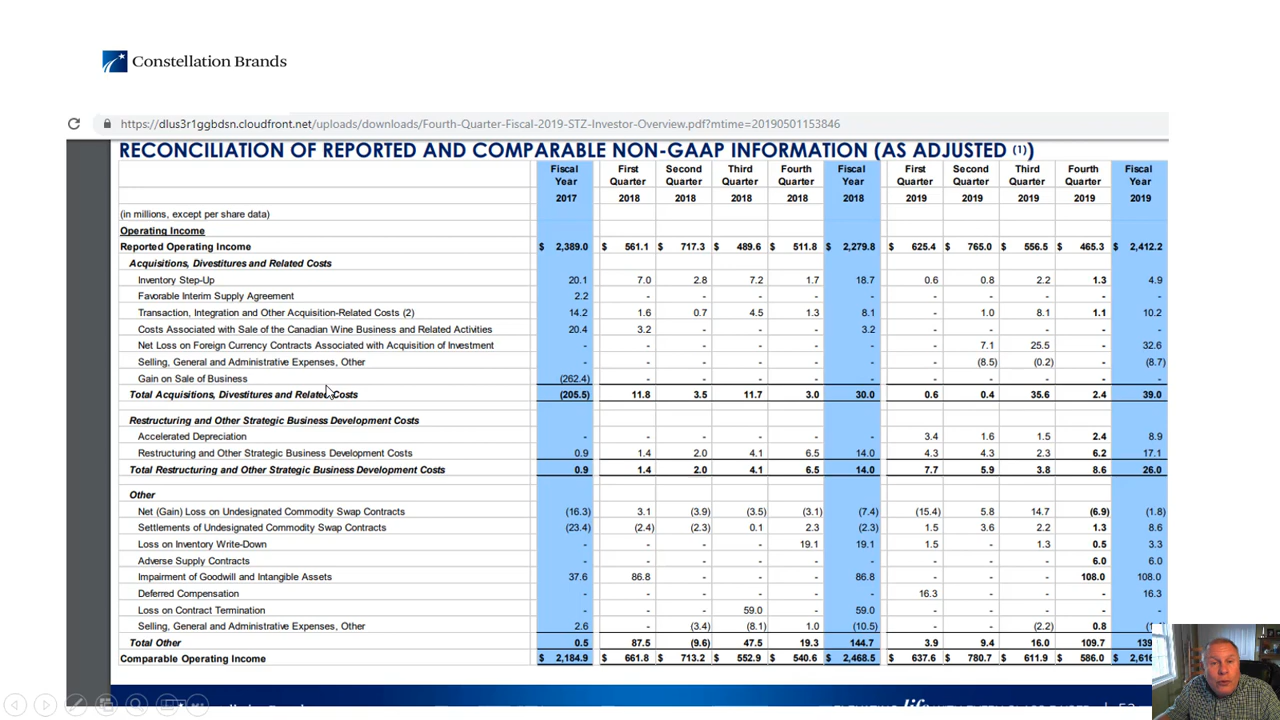 Constellation Brands
https://dlus3r1ggbdsn.cloudfront.net/uploads/downloads/Fourth-Quarter-Fiscal-2019-STZ-Investor-Overview.pdf?mtime=20190501153846
RECONCILIATION OF REPORTED AND COMPARABLE NON-GAAP INFORMATION (AS ADJUSTED (1))
Fiscal First Second Third Fourth Fiscal First Second Third Fourth Fiscal
Year Quarter Quarter Quarter Quarter Year Quarter Quarter Quarter Quarter Year
2017 2018 2018 2018 2018 2018 2019 2019 2019 2019 2019
(in millions, except per share data)
Operating Income
Reported Operating Income $ 2,389.0 $ 561.1 $ 717.3 $ 489.6 $ 511.8 $ 2,279.8 $ 625.4 $ 765.0 $ 556.5 $ 465.3 $ 2,412.2
Acquisitions, Divestitures and Related Costs
Inventory Step-Up 20.1 7.0 2.8 7.2 1.7 18.7 0.6 0.8 2.2 1.3 4.9
Favorable Interim Supply Agreement 2.2 - - - - - - - - - -
Transaction, Integration and Other Acquisition-Related Costs (2) 14.2 1.6 0.7 4.5 1.3 8.1 - 1.0 8.1 1.1 10.2
Costs Associated with Sale of the Canadian Wine Business and Related Activities 20.4 3.2 - - - 3.2 - - - - -
Net Loss on Foreign Currency Contracts Associated with Acquisition of Investment - - - - - - - 7.1 25.5 - 32.6
Selling, General and Administrative Expenses, Other - - - - - - - (8.5) (0.2) - (8.7)
Gain on Sale of Business (262.4) - - - - - - - - - -
Total Acquisitions, Divestitures and Related Costs (205.5) 11.8 3.5 11.7 3.0 30.0 0.6 0.4 35.6 2.4 39.0
Restructuring and Other Strategic Business Development Costs
Accelerated Depreciation - - - - - - 3.4 1.6 1.5 2.4 8.9
Restructuring and Other Strategic Business Development Costs 0.9 1.4 2.0 4.1 6.5 14.0 4.3 4.3 2.3 6.2 17.1
Total Restructuring and Other Strategic Business Development Costs 0.9 1.4 2.0 4.1 6.5 14.0 7.7 5.9 3.8 8.6 26.0
Other
Net (Gain) Loss on Undesignated Commodity Swap Contracts (16.3) 3.1 (3.9) (3.5) (3.1) (7.4) (15.4) 5.8 14.7 (6.9) (1.8)
Settlements of Undesignated Commodity Swap Contracts (23.4) (2.4) (2.3) 0.1 2.3 (2.3) 1.5 3.6 2.2 1.3 8.6
Loss on Inventory Write-Down - - - - 19.1 19.1 1.5 - 1.3 0.5 3.3
Adverse Supply Contracts - - - - - - - - - 6.0 6.0
Impairment of Goodwill and Intangible Assets 37.6 86.8 - - - 86.8 - - - 108.0 108.0
Deferred Compensation - - - - - - 16.3 - - - 16.3
Loss on Contract Termination - - - 59.0 - 59.0 - - - - -
Selling, General and Administrative Expenses, Other 2.6 - (3.4) (8.1) 1.0 (10.5) - - (2.2) 0.8
Total Other 0.5 87.5 (9.6) 47.5 19.3 144.7 3.9 9.4 16.0 109.7 139
Comparable Operating Income $ 2,184.9 $ 661.8 $ 713.2 $ 552.9 $ 540.6 $ 2,468.5 $ 637.6 $ 780.7 $ 611.9 $ 586.0 $ 2,616